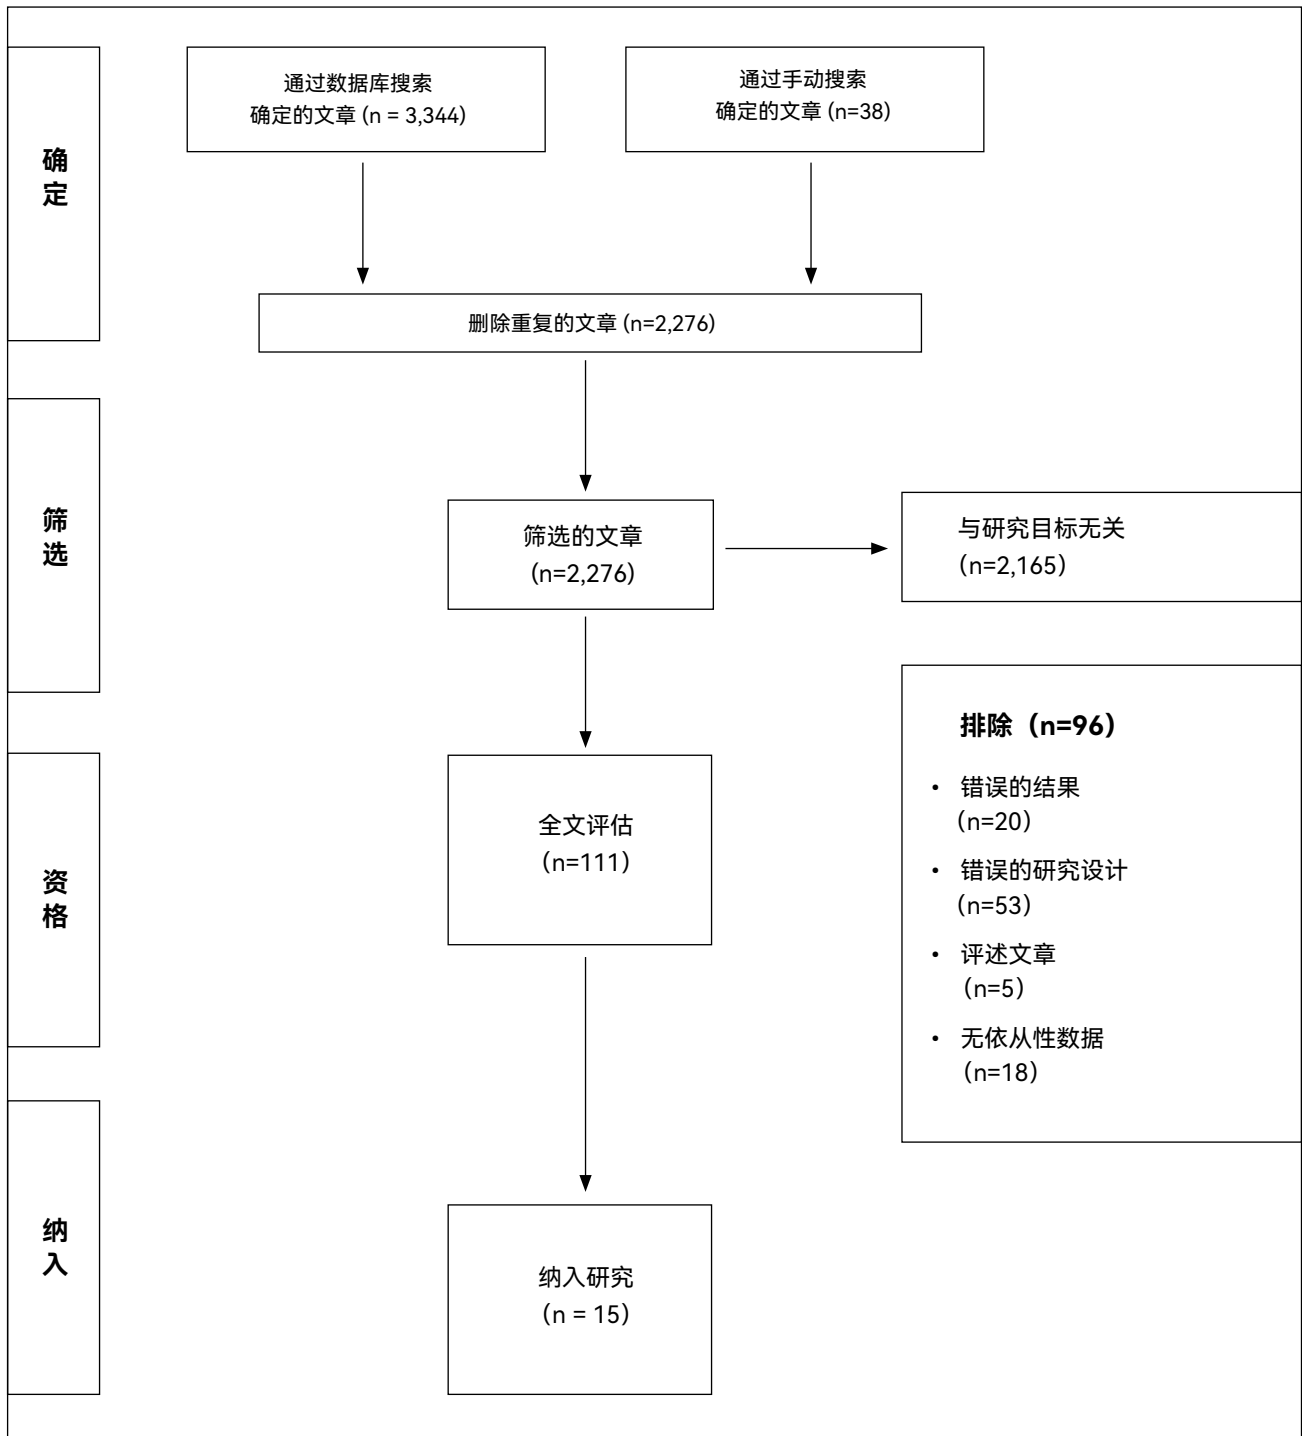 确
定
通过数据库搜索
确定的文章 (n = 3,344)
通过手动搜索
确定的文章 (n=38)
删除重复的文章 (n=2,276)
筛
选
筛选的文章
(n=2,276)
与研究目标无关
(n=2,165)
资
格
全文评估
(n=111)
排除（n=96）
• 错误的结果
(n=20)
• 错误的研究设计
(n=53)
• 评述文章
(n=5)
• 无依从性数据
(n=18)
纳
入
纳入研究
(n = 15)